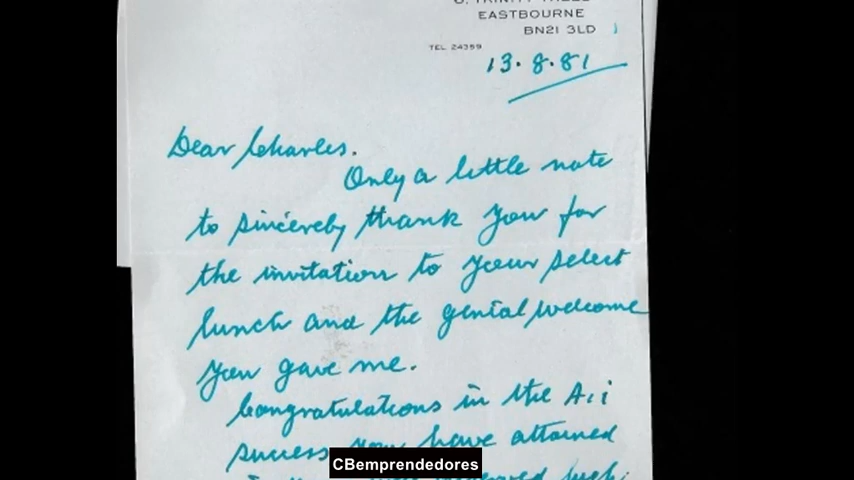 EASTBOURNE
BN21 3LD
TEL. 24359
13.8.81
Dear Charles.
Only a little note
to sincerely thank you for
the invitation to your select
lunch and the genial welcome
you gave me.
Congratulations in the A.1
success you have attained
CBemprendedores